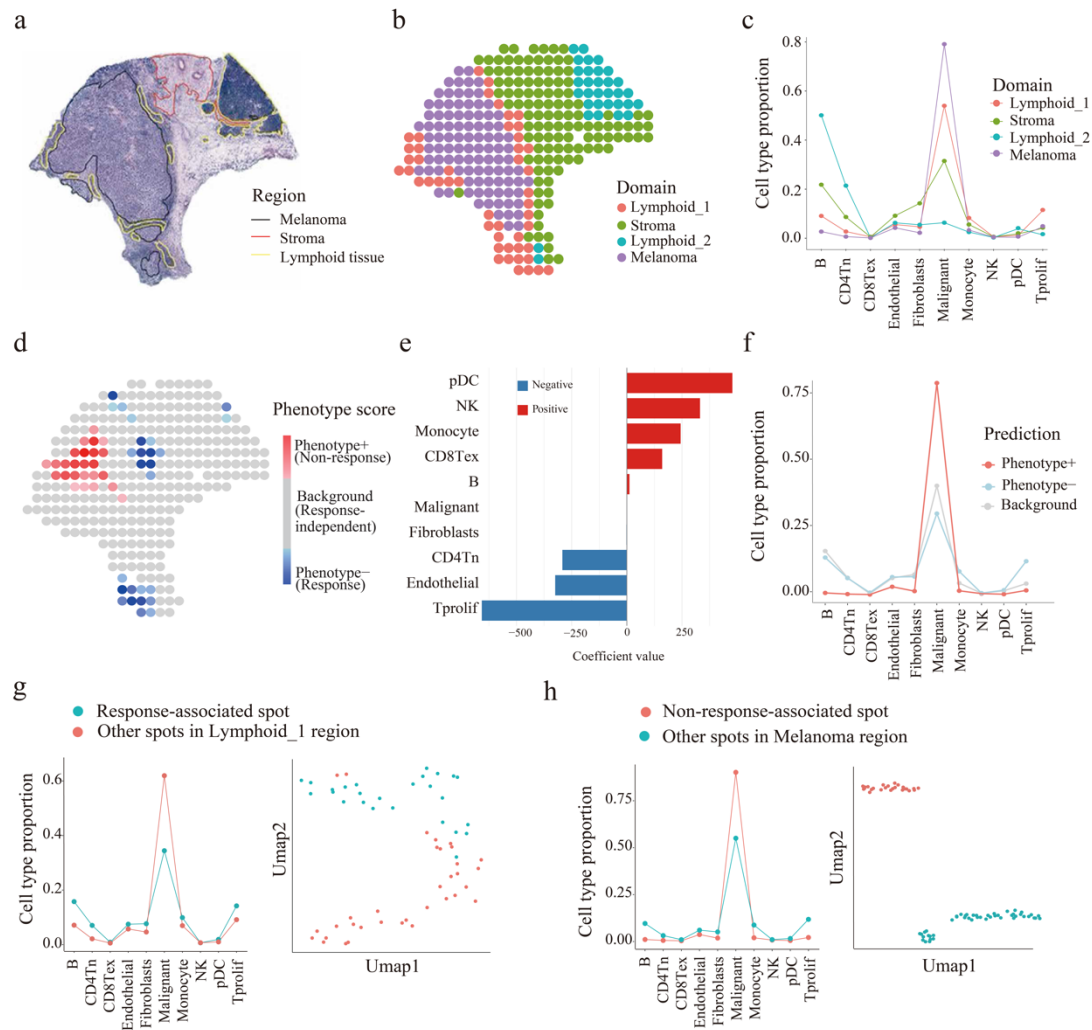 a
Region
Melanoma
Stroma
Lymphoid tissue
b
Domain
Lymphoid_1
Stroma
Lymphoid_2
Melanoma
c
Cell type proportion
0.8
0.6
0.4
0.2
0.0
Domain
Lymphoid_1
Stroma
Lymphoid_2
Melanoma
B
CD4Tn
CD8Tex
Endothelial
Fibroblasts
Malignant
Monocyte
NK
pDC
Tprolif
d
Phenotype score
Phenotype+
(Non-response)
Background
(Response-
independent)
Phenotype−
(Response)
e
pDC
NK
Monocyte
CD8Tex
B
Malignant
Fibroblasts
CD4Tn
Endothelial
Tprolif
Negative
Positive
−500
−250
0
250
Coefficient value
f
Cell type proportion
0.75
0.50
0.25
0.00
Prediction
Phenotype+
Phenotype−
Background
B
CD4Tn
CD8Tex
Endothelial
Fibroblasts
Malignant
Monocyte
NK
pDC
Tprolif
g
Response-associated spot
Other spots in Lymphoid_1 region
Cell type proportion
0.6
0.4
0.2
0.0
B
CD4Tn
CD8Tex
Endothelial
Fibroblasts
Malignant
Monocyte
NK
pDC
Tprolif
Umap2
Umap1
h
Non-response-associated spot
Other spots in Melanoma region
Cell type proportion
0.75
0.50
0.25
0.00
B
CD4Tn
CD8Tex
Endothelial
Fibroblasts
Malignant
Monocyte
NK
pDC
Tprolif
Umap2
Umap1